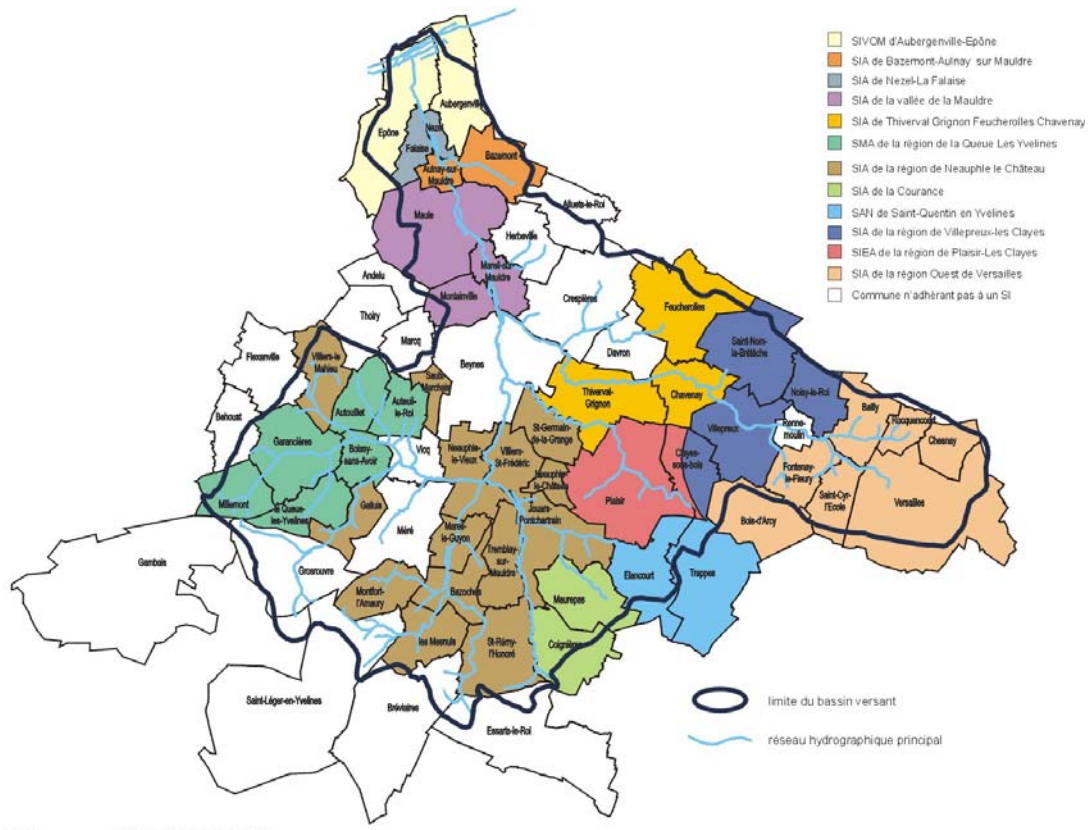 SIVOM d'Aubergenville-Epône
SIA de Bazemont-Aulnay sur Mauldre
SIA de Nezel-La Falaise
SIA de la vallée de la Mauldre
SIA de Thiverval Grignon Feucherolles Chavenay
SMA de la région de la Queue Les Yvelines
SIA de la région de Neauphle le Château
SIA de la Courance
SAN de Saint-Quentin en Yvelines
SIA de la région de Villepreux-les Clayes
SIEA de la région de Plaisir-Les Clayes
SIA de la région Ouest de Versailles
Commune n'adhérant pas à un SI
Aubergenville
Epône
Nezel
Falaise
Aulnay-sur-
Mauldre
Bazemont
Alluets-le-Roi
Maule
Herbeville
Mareil-sur-
Mauldre
Andelu
Montainville
Crespières
Feucherolles
Thoiry
Marcq
Davron
Saint-Nom-
la-Bretèche
Flexanville
Villiers-le-
Mahieu
Beynes
Saulx-
Marchais
Thiverval-
Grignon
Chavenay
Noisy-le-Roi
Behoust
Autouillet
Auteuil-
le-Roi
Bailly
Rocquencourt
Chesnay
Villepreux
Renne-
moulin
Garancières
Boissy-
sans-Avoir
Vicq
Neauphle-
le-Vieux
Villiers-
St-Frédéric
St-Germain-
de-la-Grange
Clayes-
sous-bois
Fontenay-
le-Fleury
Saint-Cyr-
l'Ecole
Versailles
Neauphle-
le-Château
Plaisir
Millemont
la Queue-
les-Yvelines
Galluis
Jouars-
Pontchartrain
Bois-d'Arcy
Méré
Mareil-
le-Guyon
Tremblay-
sur-
Mauldre
Elancourt
Trappes
Gambais
Grosrouvre
Montfort-
l'Amaury
Bazoches
Maurepas
les Mesnuls
St-Rémy-
l'Honoré
Coignières
Saint-Léger-en-Yvelines
Bréviaires
Essarts-le-Roi
limite du bassin versant
réseau hydrographique principal